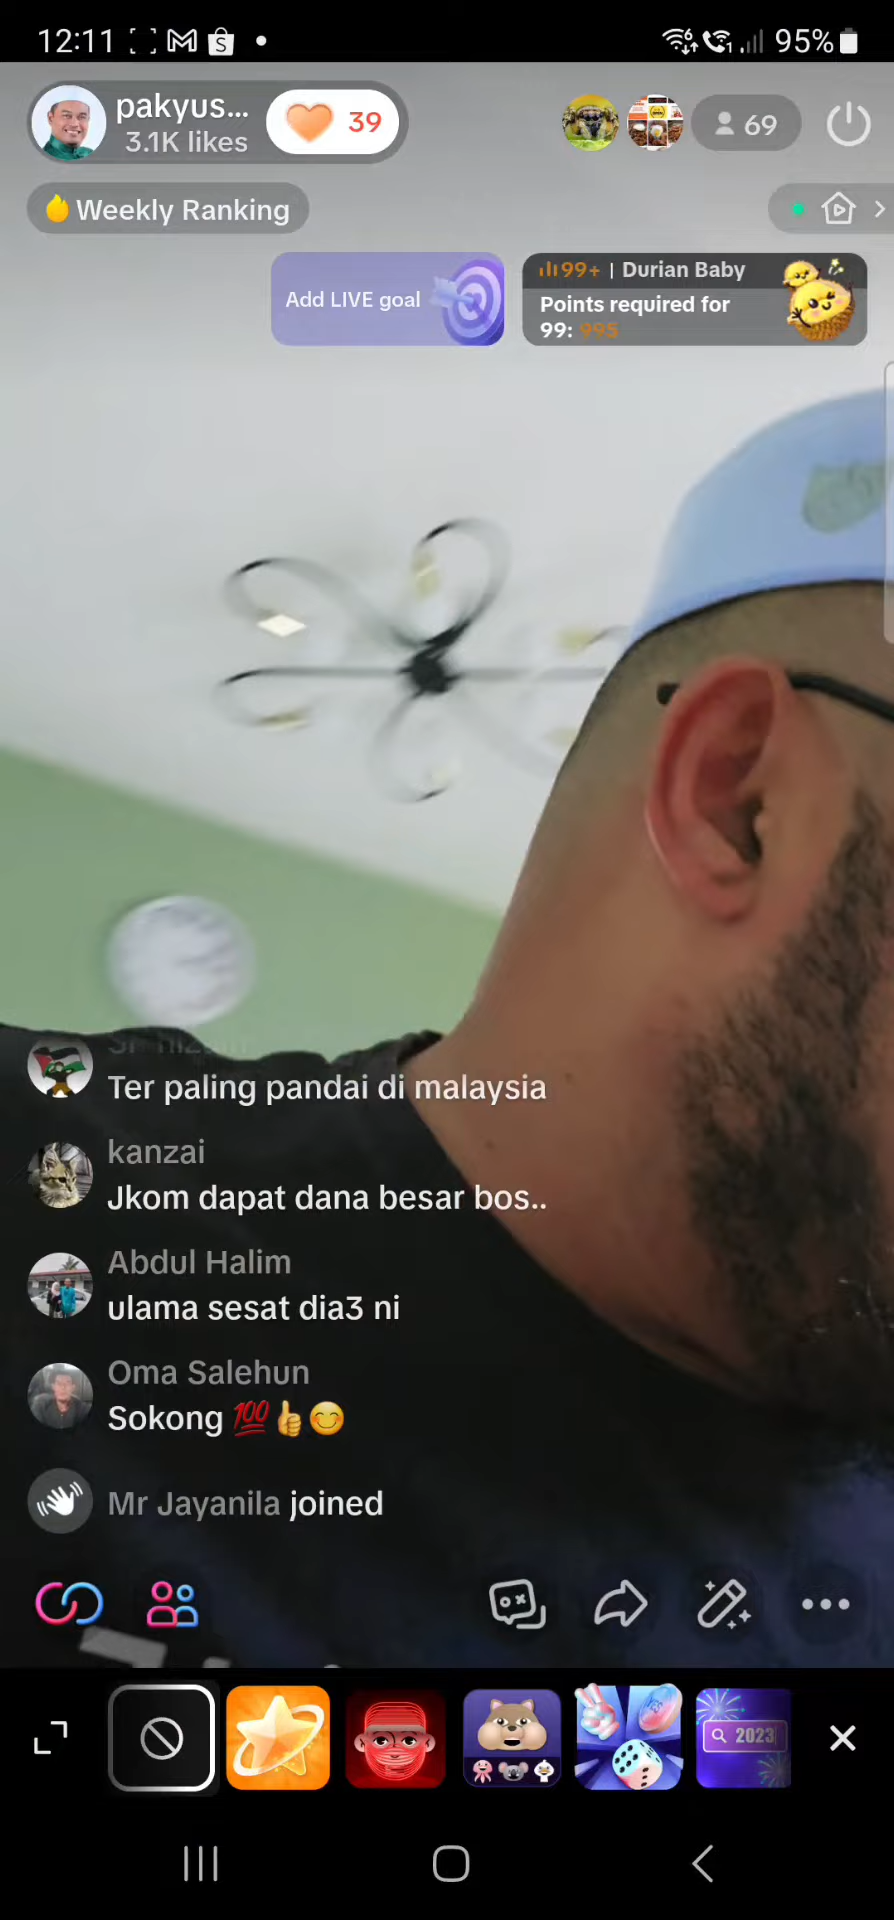 12:11
95%
pakyus...
3.1K likes
39
69
Weekly Ranking
Add LIVE goal
99+ | Durian Baby
Points required for
99: 995
Ter paling pandai di malaysia
kanzai
Jkom dapat dana besar bos..
Abdul Halim
ulama sesat dia3 ni
Oma Salehun
Sokong 💯👍😊
Mr Jayanila joined
2023